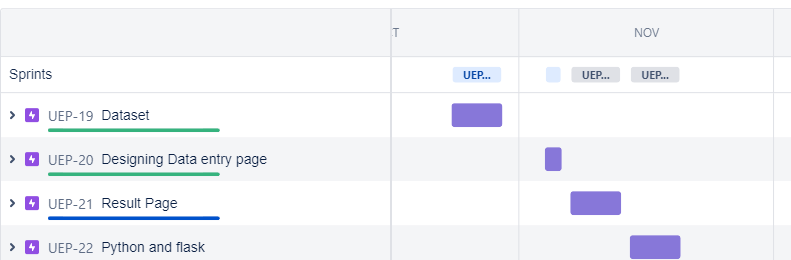 T
NOV
Sprints
UEP...
UEP...
UEP...
UEP-19 Dataset
UEP-20 Designing Data entry page
UEP-21 Result Page
UEP-22 Python and flask